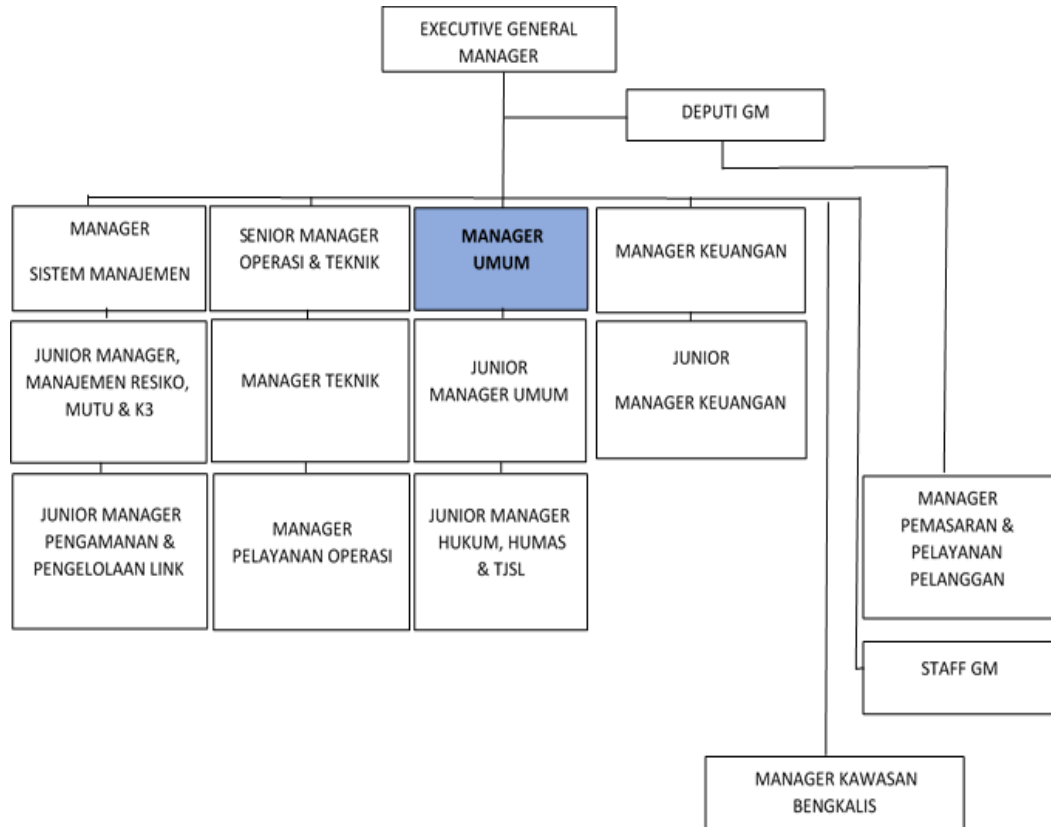 EXECUTIVE GENERAL
MANAGER
DEPUTI GM
MANAGER
SISTEM MANAJEMEN
SENIOR MANAGER
OPERASI & TEKNIK
MANAGER
UMUM
MANAGER KEUANGAN
JUNIOR MANAGER,
MANAJEMEN RESIKO,
MUTU & K3
MANAGER TEKNIK
JUNIOR
MANAGER UMUM
JUNIOR
MANAGER KEUANGAN
JUNIOR MANAGER
PENGAMANAN &
PENGELOLAAN LINK
MANAGER
PELAYANAN OPERASI
JUNIOR MANAGER
HUKUM, HUMAS
& TJSL
MANAGER
PEMASARAN &
PELAYANAN
PELANGGAN
STAFF GM
MANAGER KAWASAN
BENGKALIS